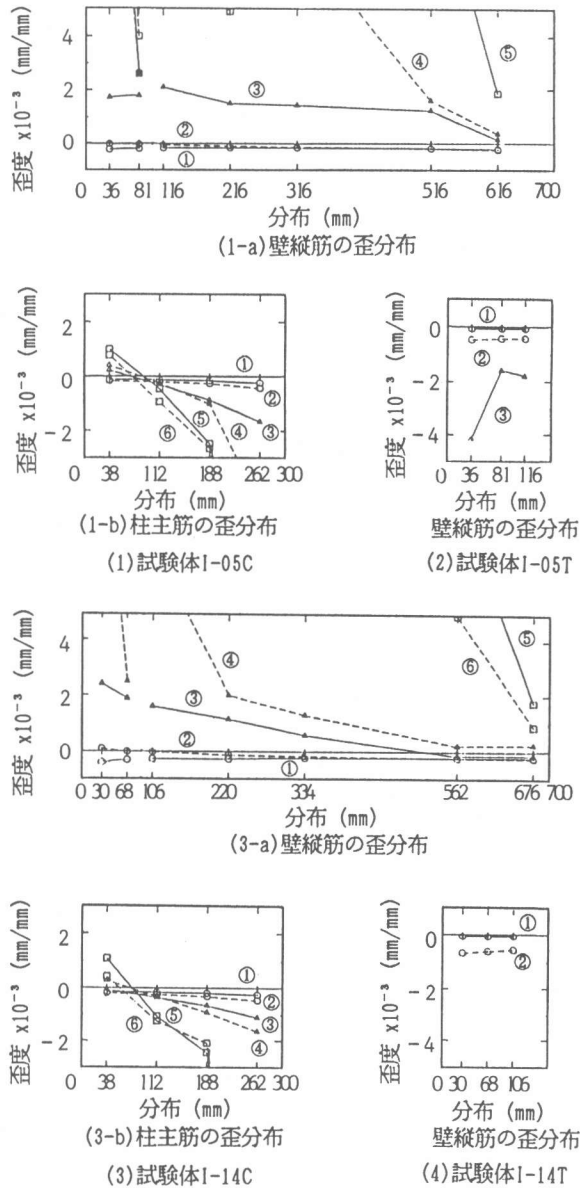 歪度 x10⁻³ (mm/mm)
4
2
0
⑤
④
③
②
①
0 36 81 116 216 316 516 616 700
分布 (mm)
(1-a)壁縦筋の歪分布
歪度 x10⁻³ (mm/mm)
2
0
-2
①
②
③
④
⑤
⑥
0 38 112 188 262 300
分布 (mm)
(1-b)柱主筋の歪分布
(1)試験体I-05C
歪度 x10⁻³ (mm/mm)
0
-2
-4
①
②
③
0 36 81 116
分布 (mm)
壁縦筋の歪分布
(2)試験体I-05T
歪度 x10⁻³ (mm/mm)
4
2
0
⑤
⑥
④
③
②
①
0 30 68 106 220 334 562 676 700
分布 (mm)
(3-a)壁縦筋の歪分布
歪度 x10⁻³ (mm/mm)
2
0
-2
①
②
③
④
⑤
⑥
0 38 112 188 262 300
分布 (mm)
(3-b)柱主筋の歪分布
(3)試験体I-14C
歪度 x10⁻³ (mm/mm)
0
-2
-4
①
②
0 30 68 106
分布 (mm)
壁縦筋の歪分布
(4)試験体I-14T